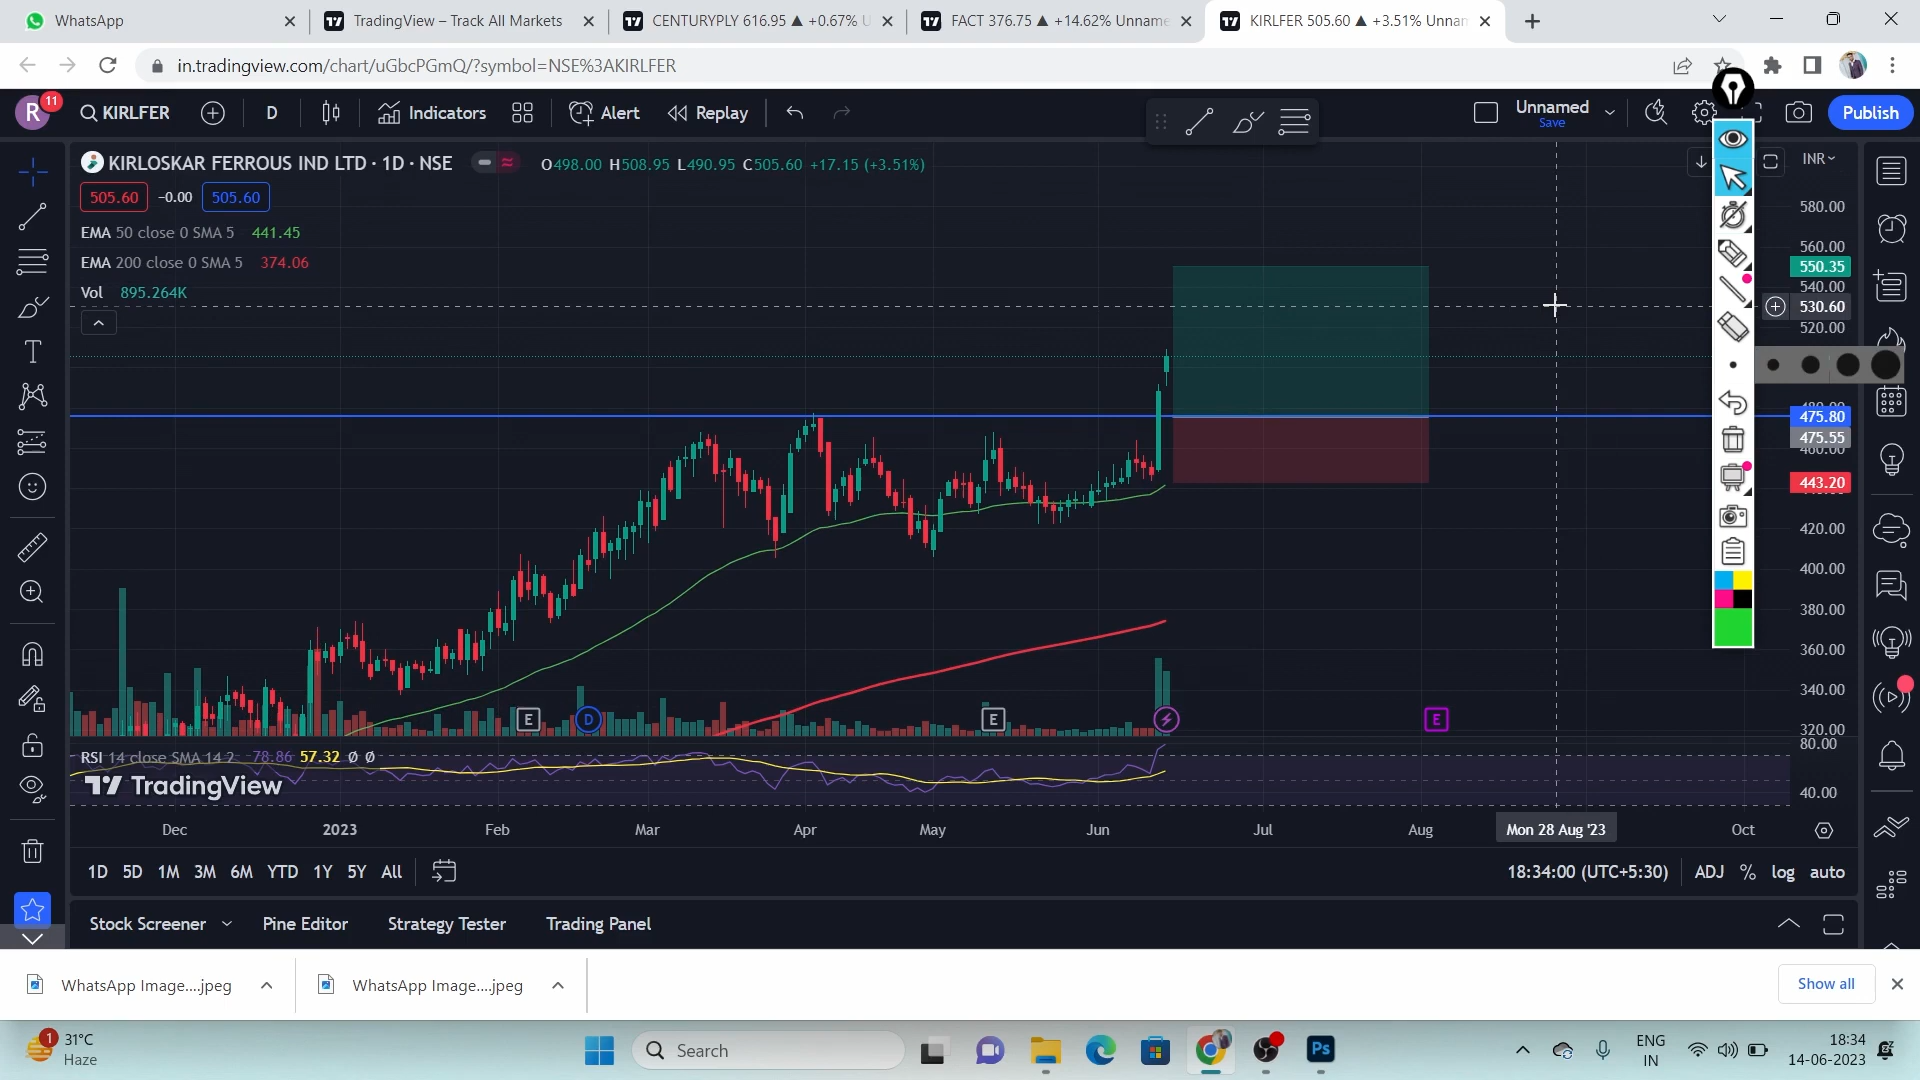 WhatsApp
TradingView – Track All Markets
CENTURYPLY 616.95 ▲ +0.67% U
FACT 376.75 ▲ +14.62% Unname
KIRLFER 505.60 ▲ +3.51% Unnam
in.tradingview.com/chart/uGbcPGmQ/?symbol=NSE%3AKIRLFER
R
11
KIRLFER
D
Indicators
Alert
Replay
Unnamed
Save
Publish
KIRLOSKAR FERROUS IND LTD · 1D · NSE
O498.00 H508.95 L490.95 C505.60 +17.15 (+3.51%)
INR
505.60
-0.00
505.60
EMA 50 close 0 SMA 5 441.45
EMA 200 close 0 SMA 5 374.06
Vol 895.264K
580.00
560.00
550.35
540.00
530.60
520.00
475.80
475.55
460.00
443.20
420.00
400.00
380.00
360.00
340.00
320.00
E
D
E
E
RSI 14 close SMA 14 2 78.86 57.32 Ø Ø
TradingView
80.00
40.00
Dec
2023
Feb
Mar
Apr
May
Jun
Jul
Aug
Mon 28 Aug '23
Oct
1D 5D 1M 3M 6M YTD 1Y 5Y All
18:34:00 (UTC+5:30)
ADJ % log auto
Stock Screener
Pine Editor
Strategy Tester
Trading Panel
WhatsApp Image....jpeg
WhatsApp Image....jpeg
Show all
1
31°C
Haze
Search
Ps
ENG
IN
18:34
14-06-2023